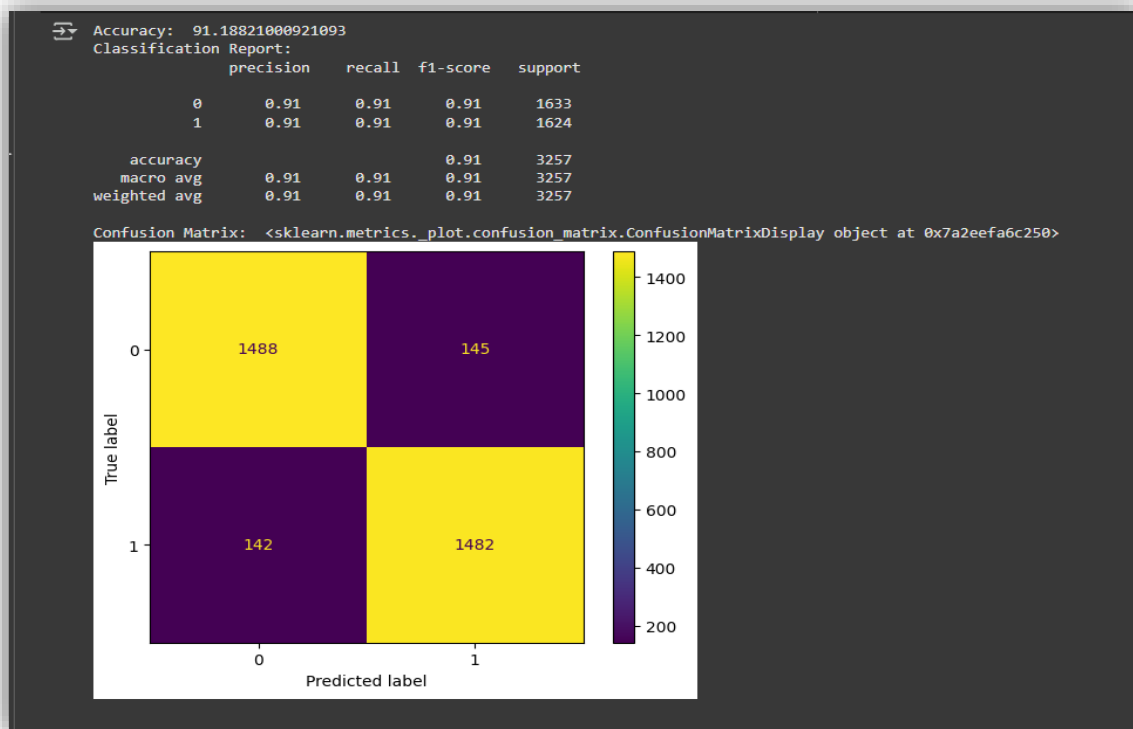 Accuracy:  91.18821000921093
Classification Report:
              precision    recall  f1-score   support

           0       0.91      0.91      0.91      1633
           1       0.91      0.91      0.91      1624

    accuracy                           0.91      3257
   macro avg       0.91      0.91      0.91      3257
weighted avg       0.91      0.91      0.91      3257

Confusion Matrix:  <sklearn.metrics._plot.confusion_matrix.ConfusionMatrixDisplay object at 0x7a2eefa6c250>
1400
1200
1000
800
600
400
200
True label
0 1488 145
1 142 1482
0 1
Predicted label